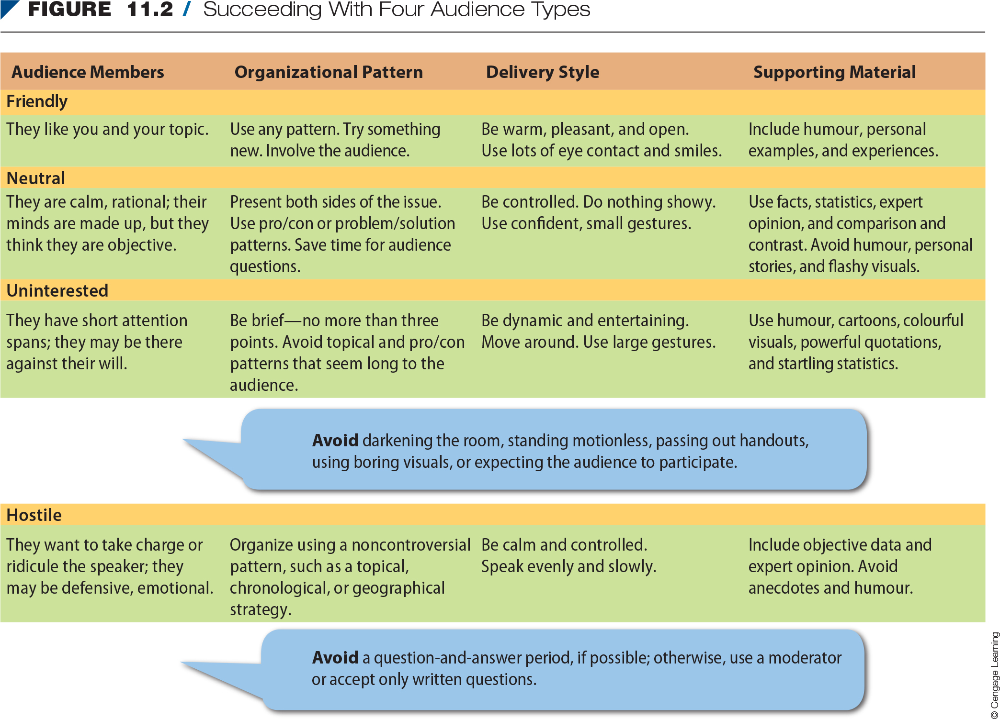 FIGURE 11.2 / Succeeding With Four Audience Types
Audience Members Organizational Pattern Delivery Style Supporting Material
Friendly
They like you and your topic.
Use any pattern. Try something
new. Involve the audience.
Be warm, pleasant, and open.
Use lots of eye contact and smiles.
Include humour, personal
examples, and experiences.
Neutral
They are calm, rational; their
minds are made up, but they
think they are objective.
Present both sides of the issue.
Use pro/con or problem/solution
patterns. Save time for audience
questions.
Be controlled. Do nothing showy.
Use confident, small gestures.
Use facts, statistics, expert
opinion, and comparison and
contrast. Avoid humour, personal
stories, and flashy visuals.
Uninterested
They have short attention
spans; they may be there
against their will.
Be brief—no more than three
points. Avoid topical and pro/con
patterns that seem long to the
audience.
Be dynamic and entertaining.
Move around. Use large gestures.
Use humour, cartoons, colourful
visuals, powerful quotations,
and startling statistics.
Avoid darkening the room, standing motionless, passing out handouts,
using boring visuals, or expecting the audience to participate.
Hostile
They want to take charge or
ridicule the speaker; they
may be defensive, emotional.
Organize using a noncontroversial
pattern, such as a topical,
chronological, or geographical
strategy.
Be calm and controlled.
Speak evenly and slowly.
Include objective data and
expert opinion. Avoid
anecdotes and humour.
Avoid a question-and-answer period, if possible; otherwise, use a moderator
or accept only written questions.
© Cengage Learning